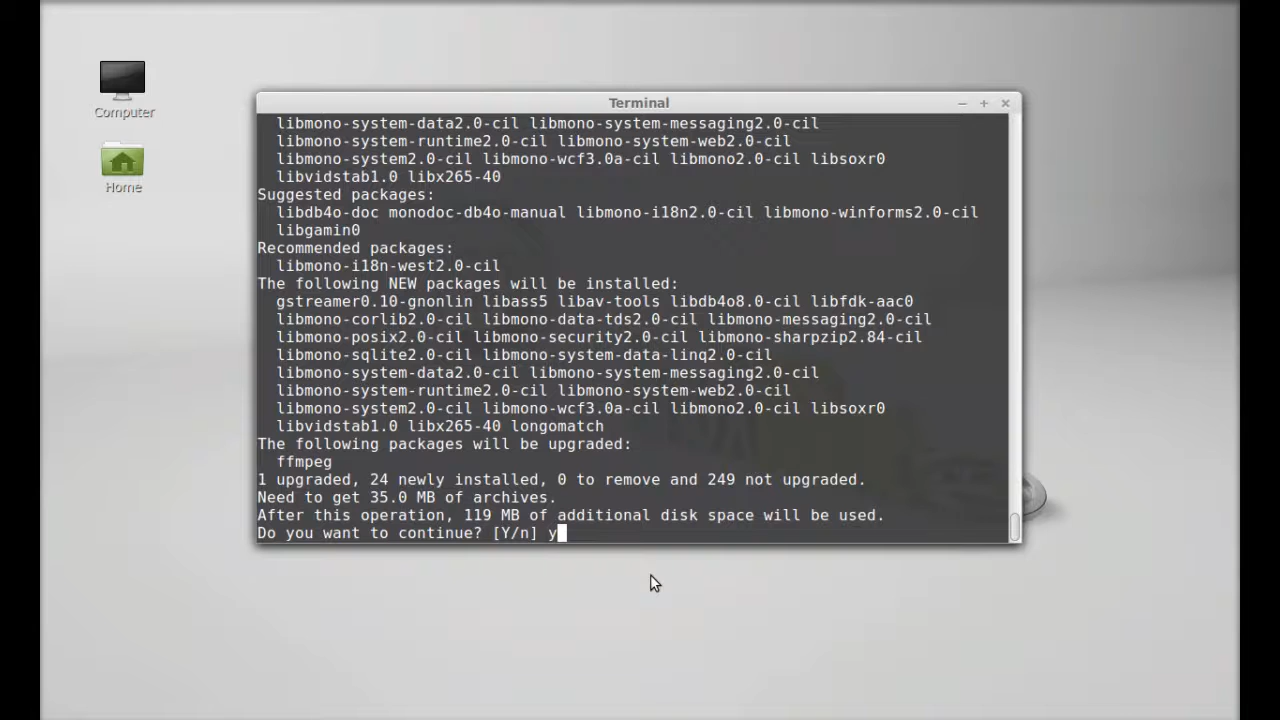 Computer
Home
Terminal
libmono-system-data2.0-cil libmono-system-messaging2.0-cil
libmono-system-runtime2.0-cil libmono-system-web2.0-cil
libmono-system2.0-cil libmono-wcf3.0a-cil libmono2.0-cil libsoxr0
libvidstab1.0 libx265-40
Suggested packages:
libdb4o-doc monodoc-db4o-manual libmono-i18n2.0-cil libmono-winforms2.0-cil
libgamin0
Recommended packages:
libmono-i18n-west2.0-cil
The following NEW packages will be installed:
gstreamer0.10-gnonlin libass5 libav-tools libdb4o8.0-cil libfdk-aac0
libmono-corlib2.0-cil libmono-data-tds2.0-cil libmono-messaging2.0-cil
libmono-posix2.0-cil libmono-security2.0-cil libmono-sharpzip2.84-cil
libmono-sqlite2.0-cil libmono-system-data-linq2.0-cil
libmono-system-data2.0-cil libmono-system-messaging2.0-cil
libmono-system-runtime2.0-cil libmono-system-web2.0-cil
libmono-system2.0-cil libmono-wcf3.0a-cil libmono2.0-cil libsoxr0
libvidstab1.0 libx265-40 longomatch
The following packages will be upgraded:
ffmpeg
1 upgraded, 24 newly installed, 0 to remove and 249 not upgraded.
Need to get 35.0 MB of archives.
After this operation, 119 MB of additional disk space will be used.
Do you want to continue? [Y/n] y